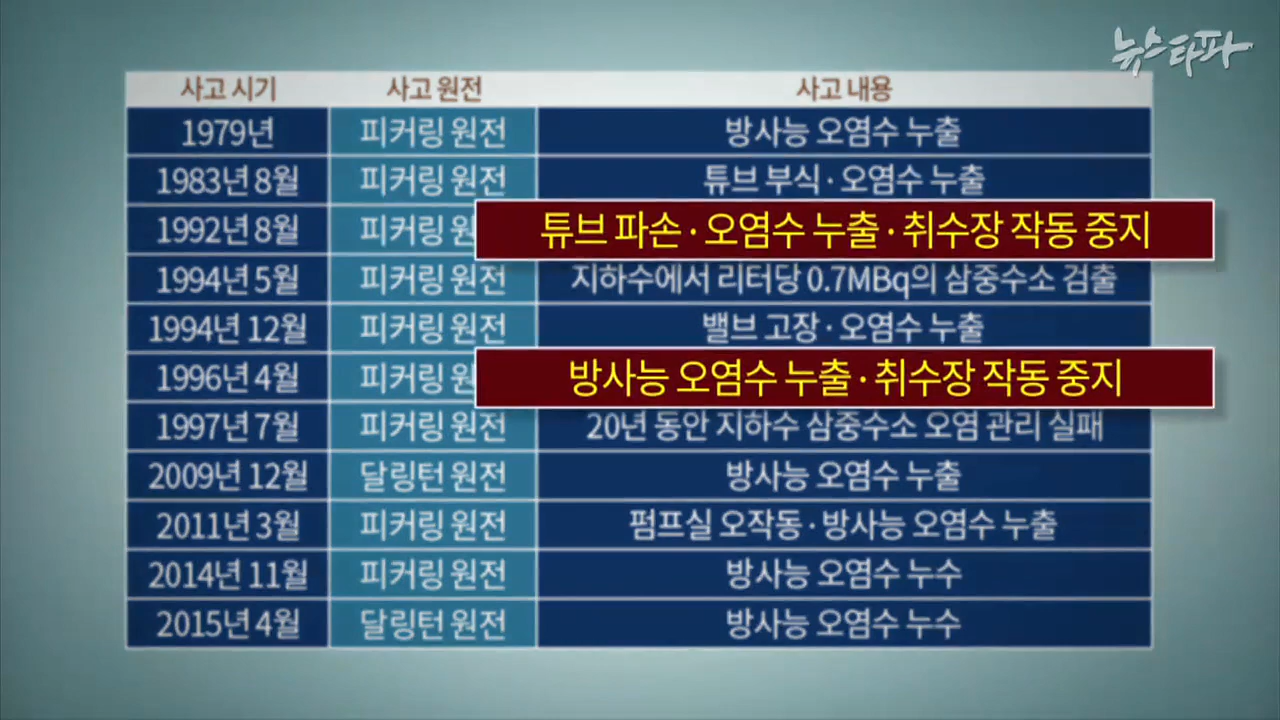 뉴스타파
사고 시기 사고 원전 사고 내용
1979년 피커링 원전 방사능 오염수 누출
1983년 8월 피커링 원전 튜브 부식·오염수 누출
1992년 8월 피커링 튜브 파손·오염수 누출·취수장 작동 중지
1994년 5월 피커링 원전 지하수에서 리터당 0.7MBq의 삼중수소 검출
1994년 12월 피커링 원전 밸브 고장·오염수 누출
1996년 4월 피커링 방사능 오염수 누출·취수장 작동 중지
1997년 7월 피커링 원전 20년 동안 지하수 삼중수소 오염 관리 실패
2009년 12월 달링턴 원전 방사능 오염수 누출
2011년 3월 피커링 원전 펌프실 오작동·방사능 오염수 누출
2014년 11월 피커링 원전 방사능 오염수 누수
2015년 4월 달링턴 원전 방사능 오염수 누수